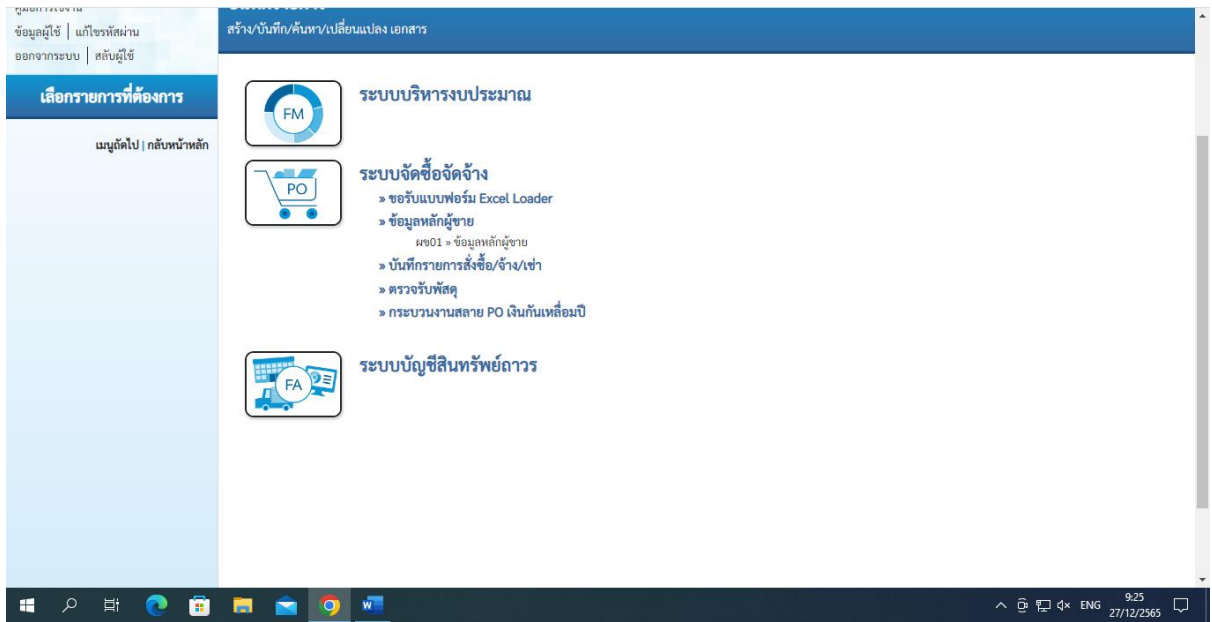 ข้อมูลผู้ใช้ | แก้ไขรหัสผ่าน
ออกจากระบบ | สลับผู้ใช้
เลือกรายการที่ต้องการ
เมนูถัดไป | กลับหน้าหลัก
สร้าง/บันทึก/ค้นหา/เปลี่ยนแปลง เอกสาร
FM
ระบบบริหารงบประมาณ
PO
ระบบจัดซื้อจัดจ้าง
» ขอรับแบบฟอร์ม Excel Loader
» ข้อมูลหลักผู้ขาย
ผข01 » ข้อมูลหลักผู้ขาย
» บันทึกรายการสั่งซื้อ/จ้าง/เช่า
» ตรวจรับพัสดุ
» กระบวนงานสลาย PO เงินกันเหลื่อมปี
FA
ระบบบัญชีสินทรัพย์ถาวร
ENG
9:25
27/12/2565